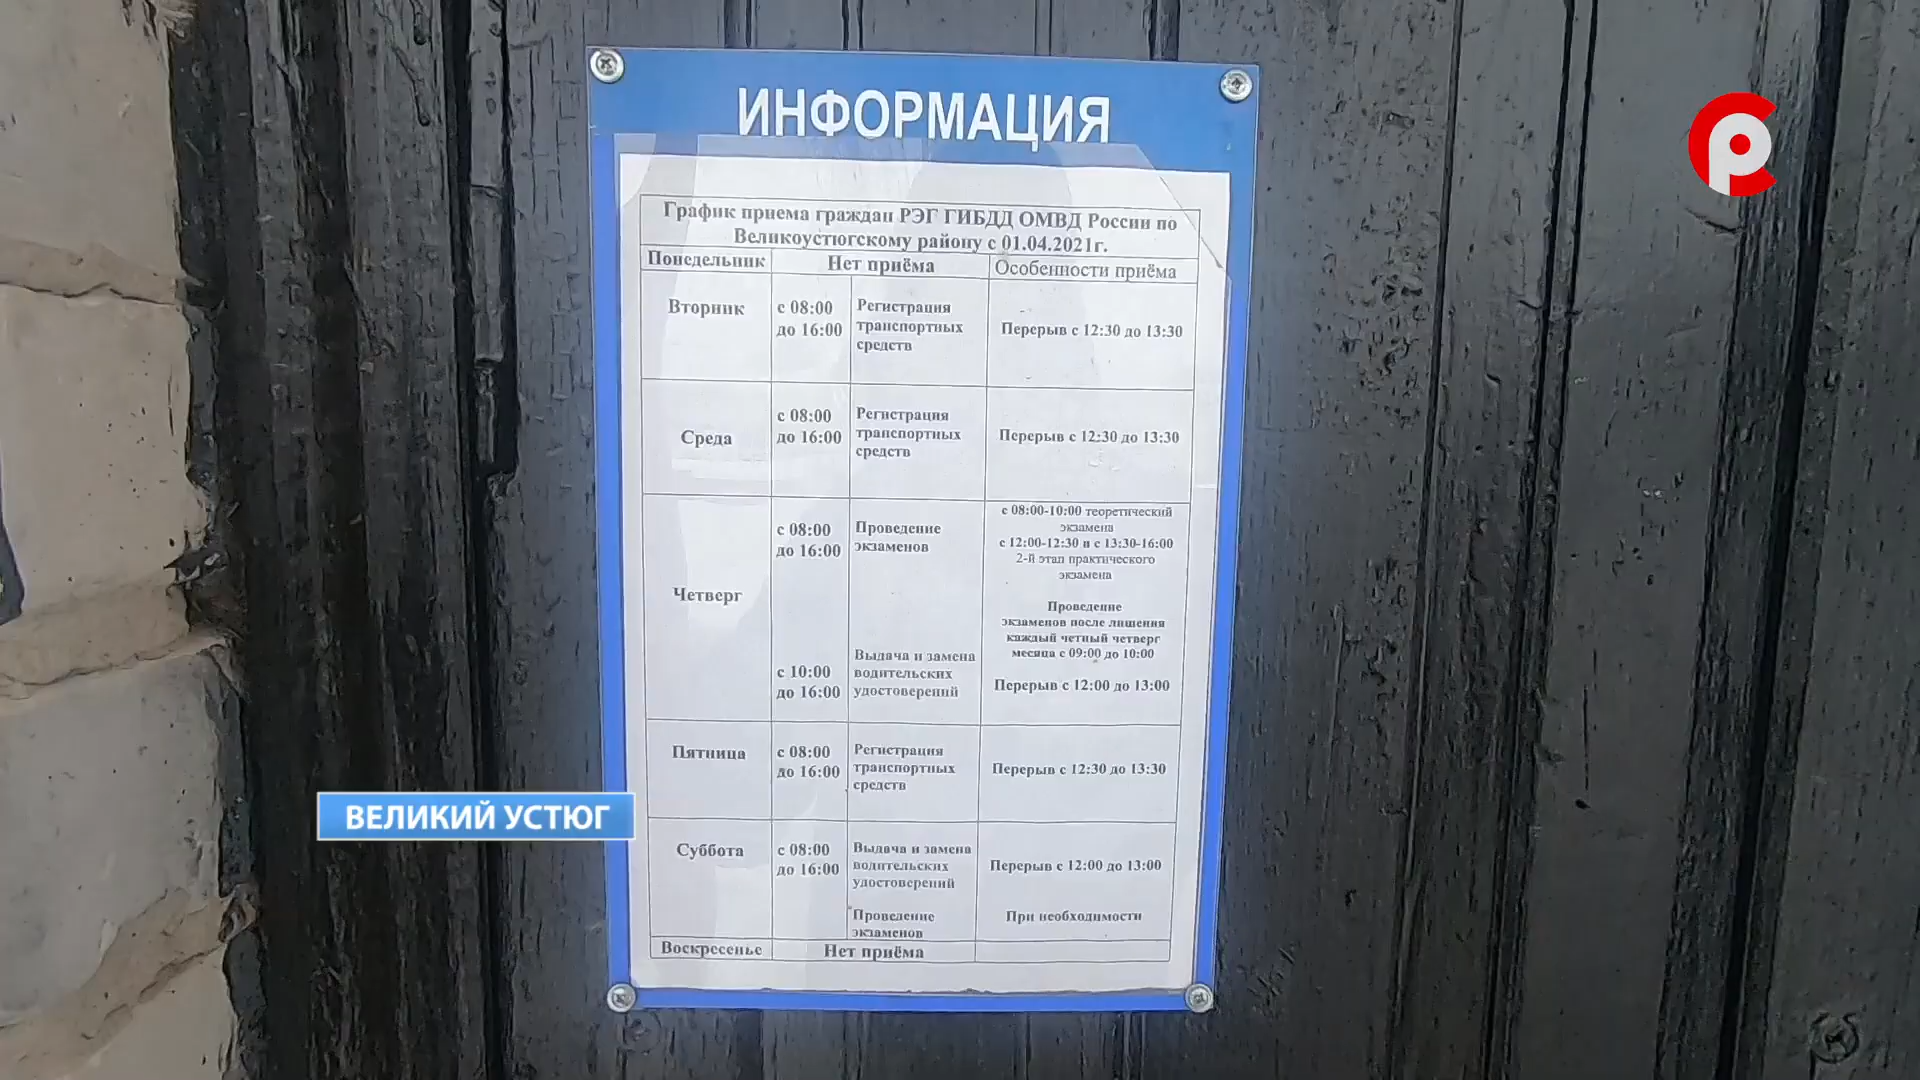 ИНФОРМАЦИЯ
График приема граждан РЭГ ГИБДД ОМВД России по
Великоустюгскому району с 01.04.2021г.
Понедельник Нет приёма Особенности приёма
Вторник
с 08:00
до 16:00
Регистрация
транспортных
средств
Перерыв с 12:30 до 13:30
Среда
с 08:00
до 16:00
Регистрация
транспортных
средств
Перерыв с 12:30 до 13:30
Четверг
с 08:00
до 16:00
Проведение
экзаменов
с 08:00-10:00 теоретический
экзамена
с 12:00-12:30 и с 13:30-16:00
2-й этап практического
экзамена
Проведение
экзаменов после лишения
каждый четный четверг
месяца с 09:00 до 10:00
с 10:00
до 16:00
Выдача и замена
водительских
удостоверений
Перерыв с 12:00 до 13:00
Пятница
с 08:00
до 16:00
Регистрация
транспортных
средств
Перерыв с 12:30 до 13:30
Суббота
с 08:00
до 16:00
Выдача и замена
водительских
удостоверений
Перерыв с 12:00 до 13:00
Проведение
экзаменов
При необходимости
Воскресенье Нет приёма
ВЕЛИКИЙ УСТЮГ